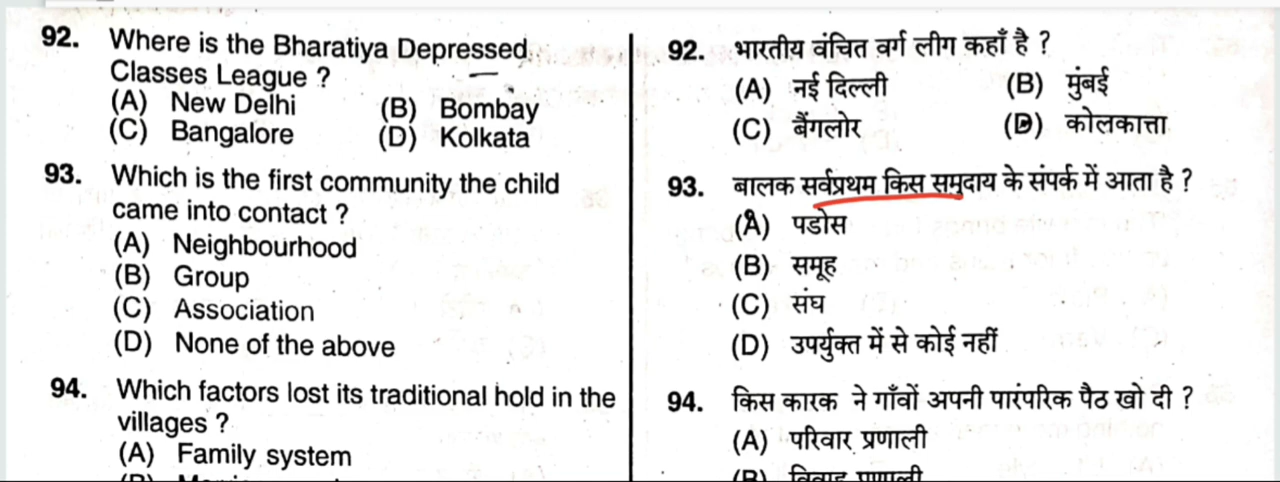 92. Where is the Bharatiya Depressed
Classes League ?
(A) New Delhi (B) Bombay
(C) Bangalore (D) Kolkata
93. Which is the first community the child
came into contact ?
(A) Neighbourhood
(B) Group
(C) Association
(D) None of the above
94. Which factors lost its traditional hold in the
villages ?
(A) Family system
92. भारतीय वंचित वर्ग लीग कहाँ है ?
(A) नई दिल्ली (B) मुंबई
(C) बैंगलोर (D) कोलकात्ता
93. बालक सर्वप्रथम किस समुदाय के संपर्क में आता है ?
(A) पडोस
(B) समूह
(C) संघ
(D) उपर्युक्त में से कोई नहीं
94. किस कारक ने गाँवों अपनी पारंपरिक पैठ खो दी ?
(A) परिवार प्रणाली